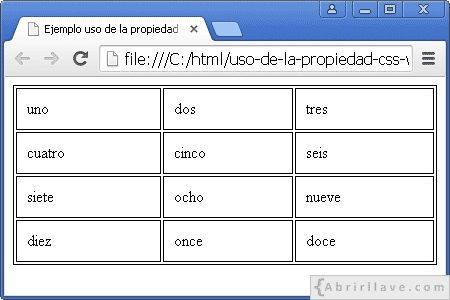 Ejemplo uso de la propiedad
file:///C:/html/uso-de-la-propiedad-css-v
uno dos tres
cuatro cinco seis
siete ocho nueve
diez once doce
{Abrirllave.com